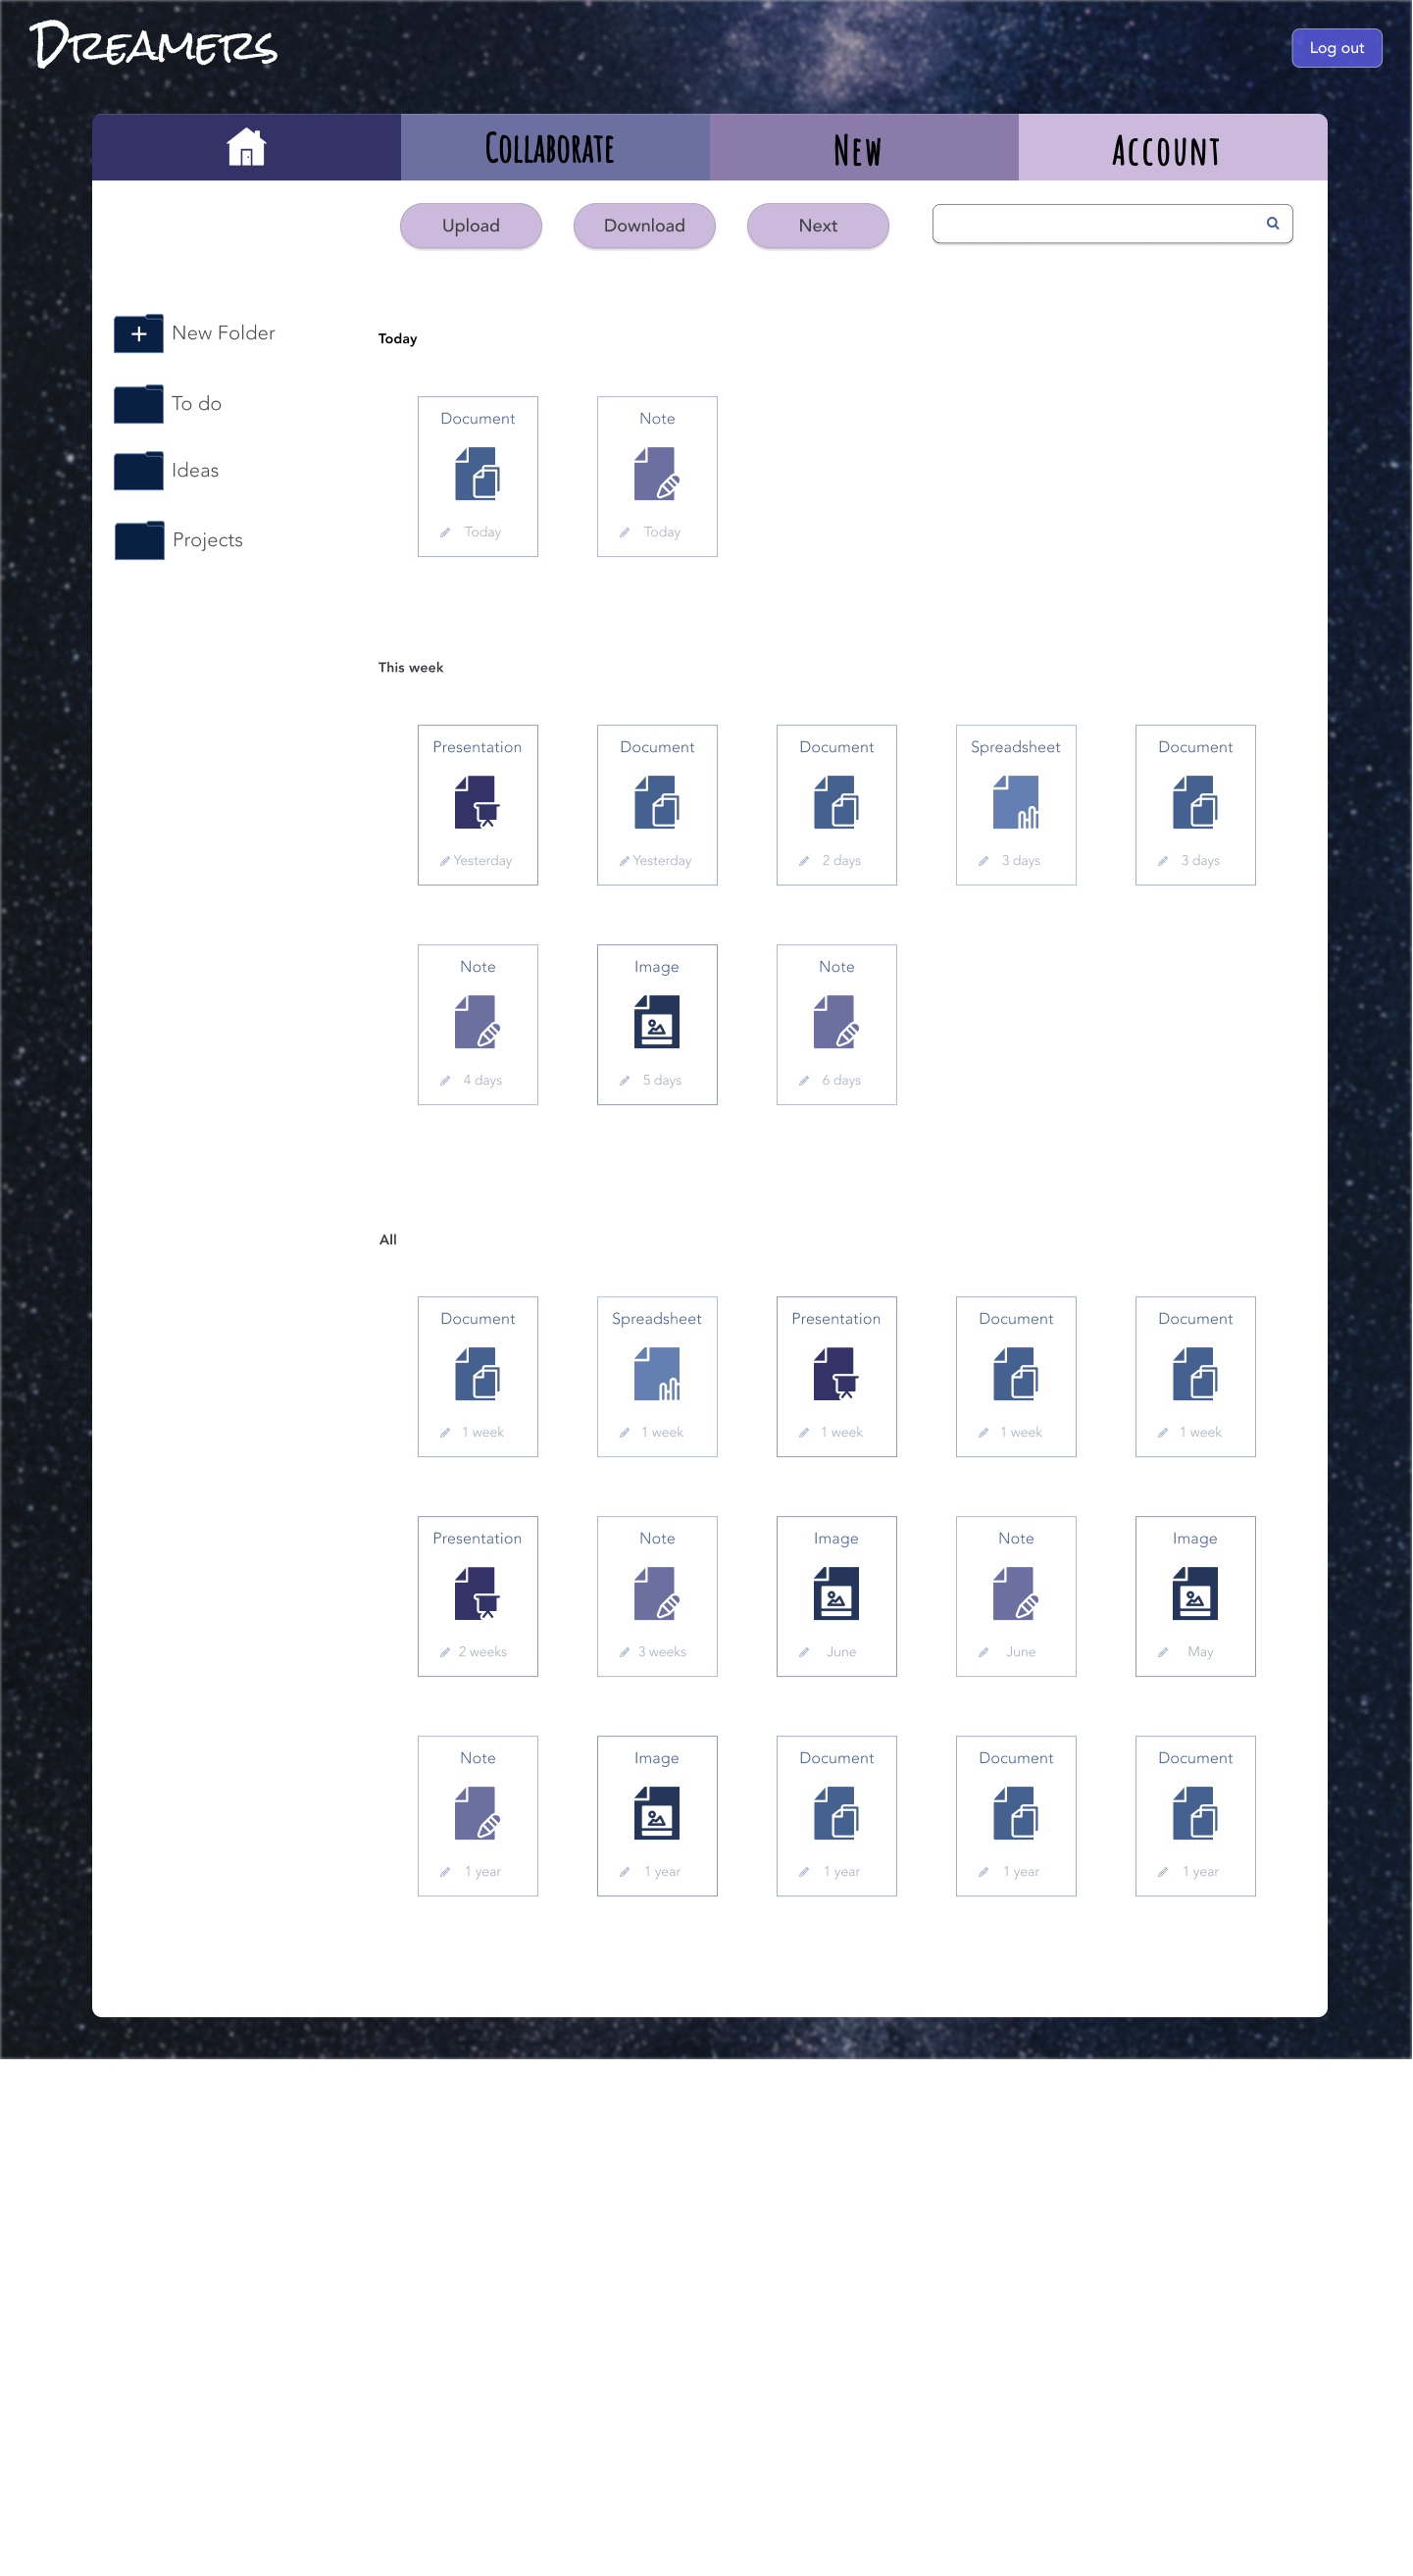 Dreamers
Log out
Collaborate
New
Account
Upload
Download
Next
New Folder
To do
Ideas
Projects
Today
Document
Note
Today
Today
This week
Presentation
Document
Document
Spreadsheet
Document
Yesterday
Yesterday
2 days
3 days
3 days
Note
Image
Note
4 days
5 days
6 days
All
Document
Spreadsheet
Presentation
Document
Document
1 week
1 week
1 week
1 week
1 week
Presentation
Note
Image
Note
Image
2 weeks
3 weeks
June
June
May
Note
Image
Document
Document
Document
1 year
1 year
1 year
1 year
1 year